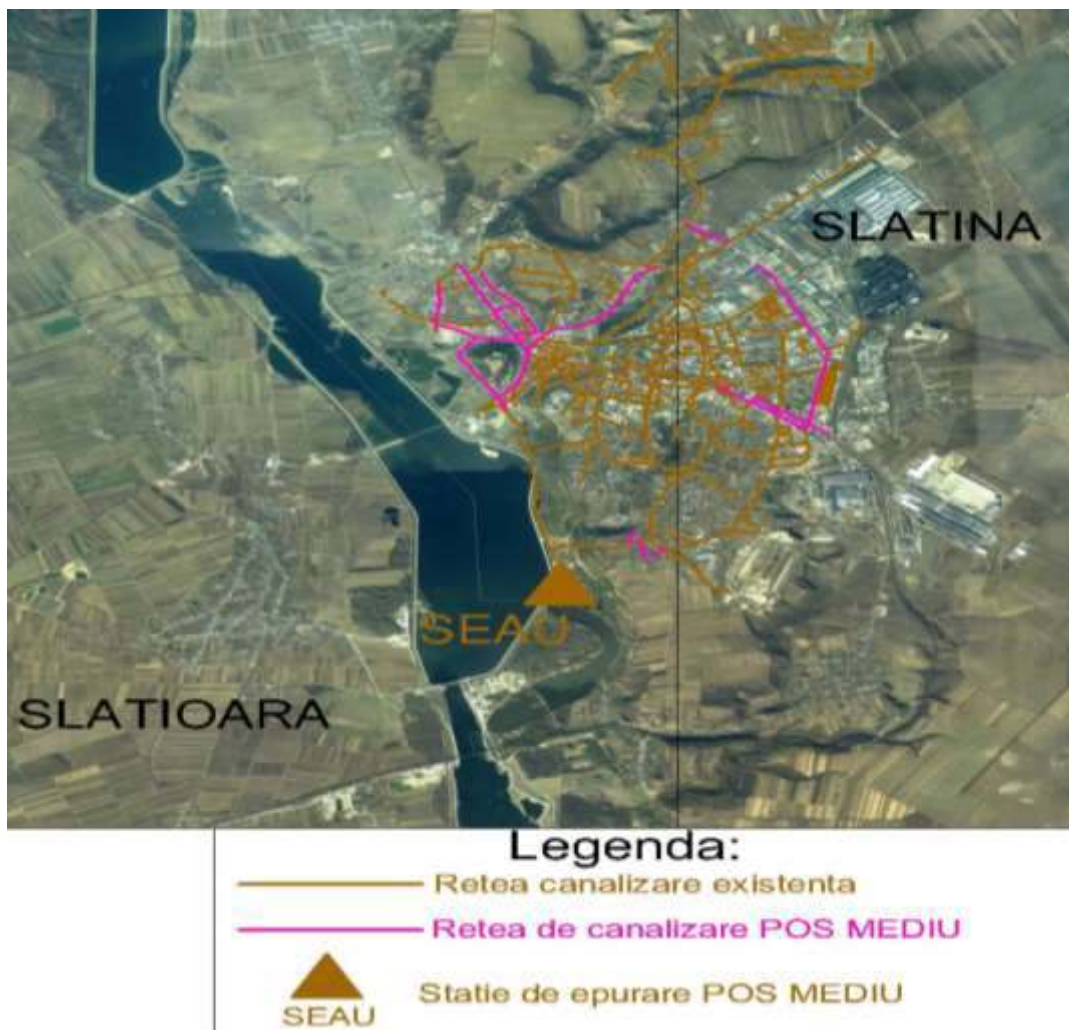 SLATINA
SEAU
SLATIOARA
Legenda:
Retea canalizare existenta
Retea de canalizare POS MEDIU
Statie de epurare POS MEDIU
SEAU